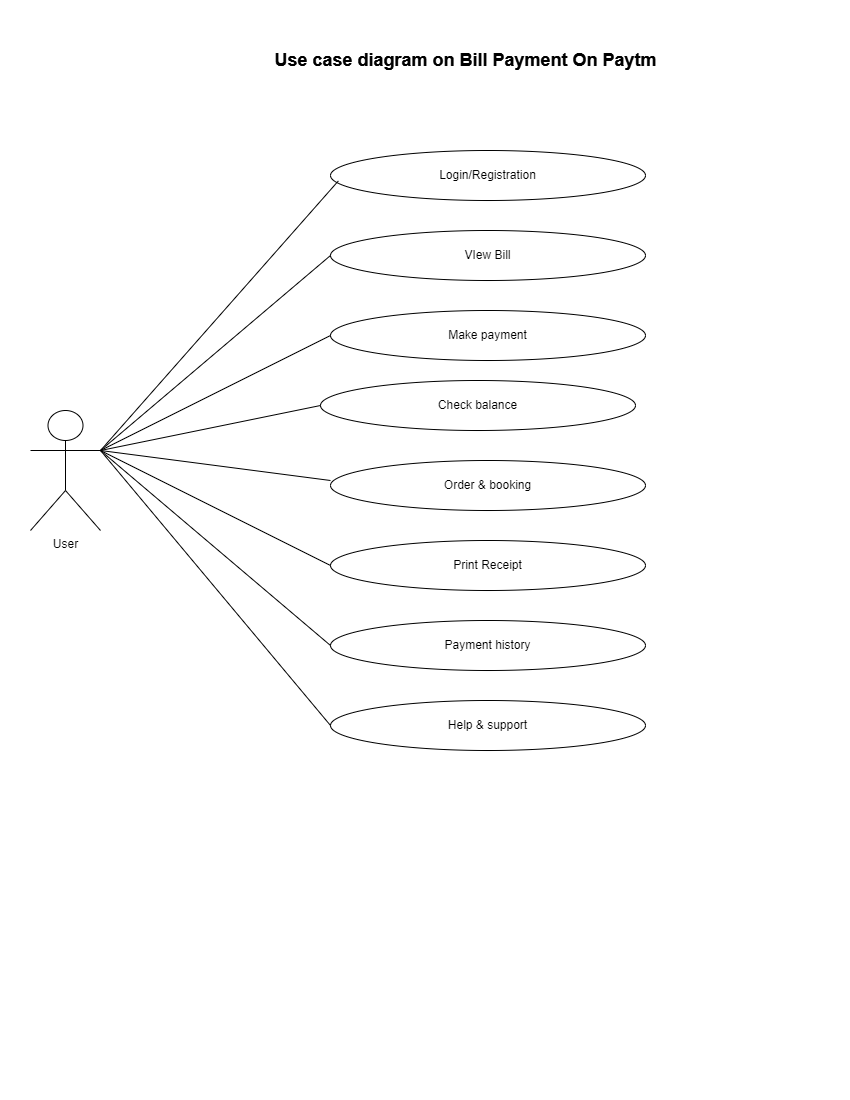 Use case diagram on Bill Payment On Paytm
Login/Registration
VIew Bill
Make payment
Check balance
Order & booking
Print Receipt
Payment history
Help & support
User